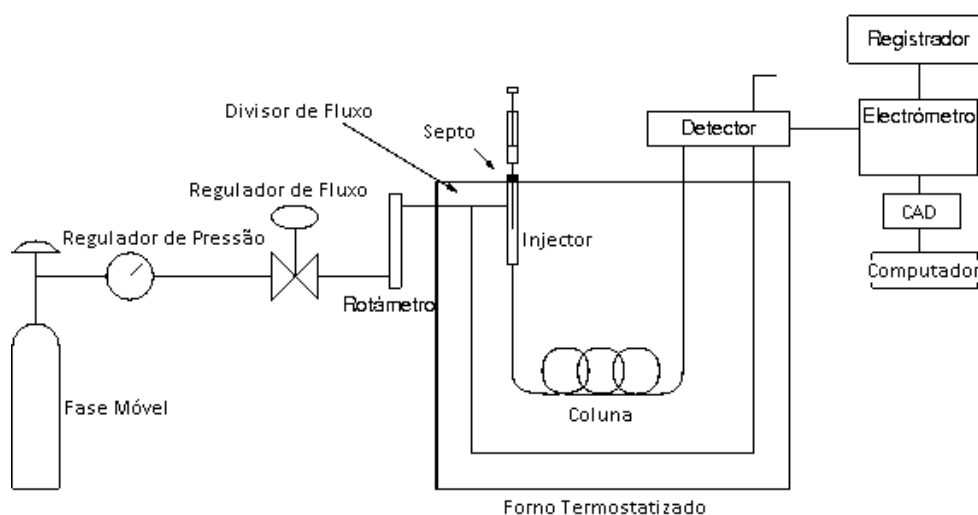 Registrador
Divisor de Fluxo
Septo
Detector
Electrómetro
Regulador de Fluxo
CAD
Regulador de Pressão
Injector
Computador
Rotámetro
Fase Móvel
Coluna
Forno Termostatizado